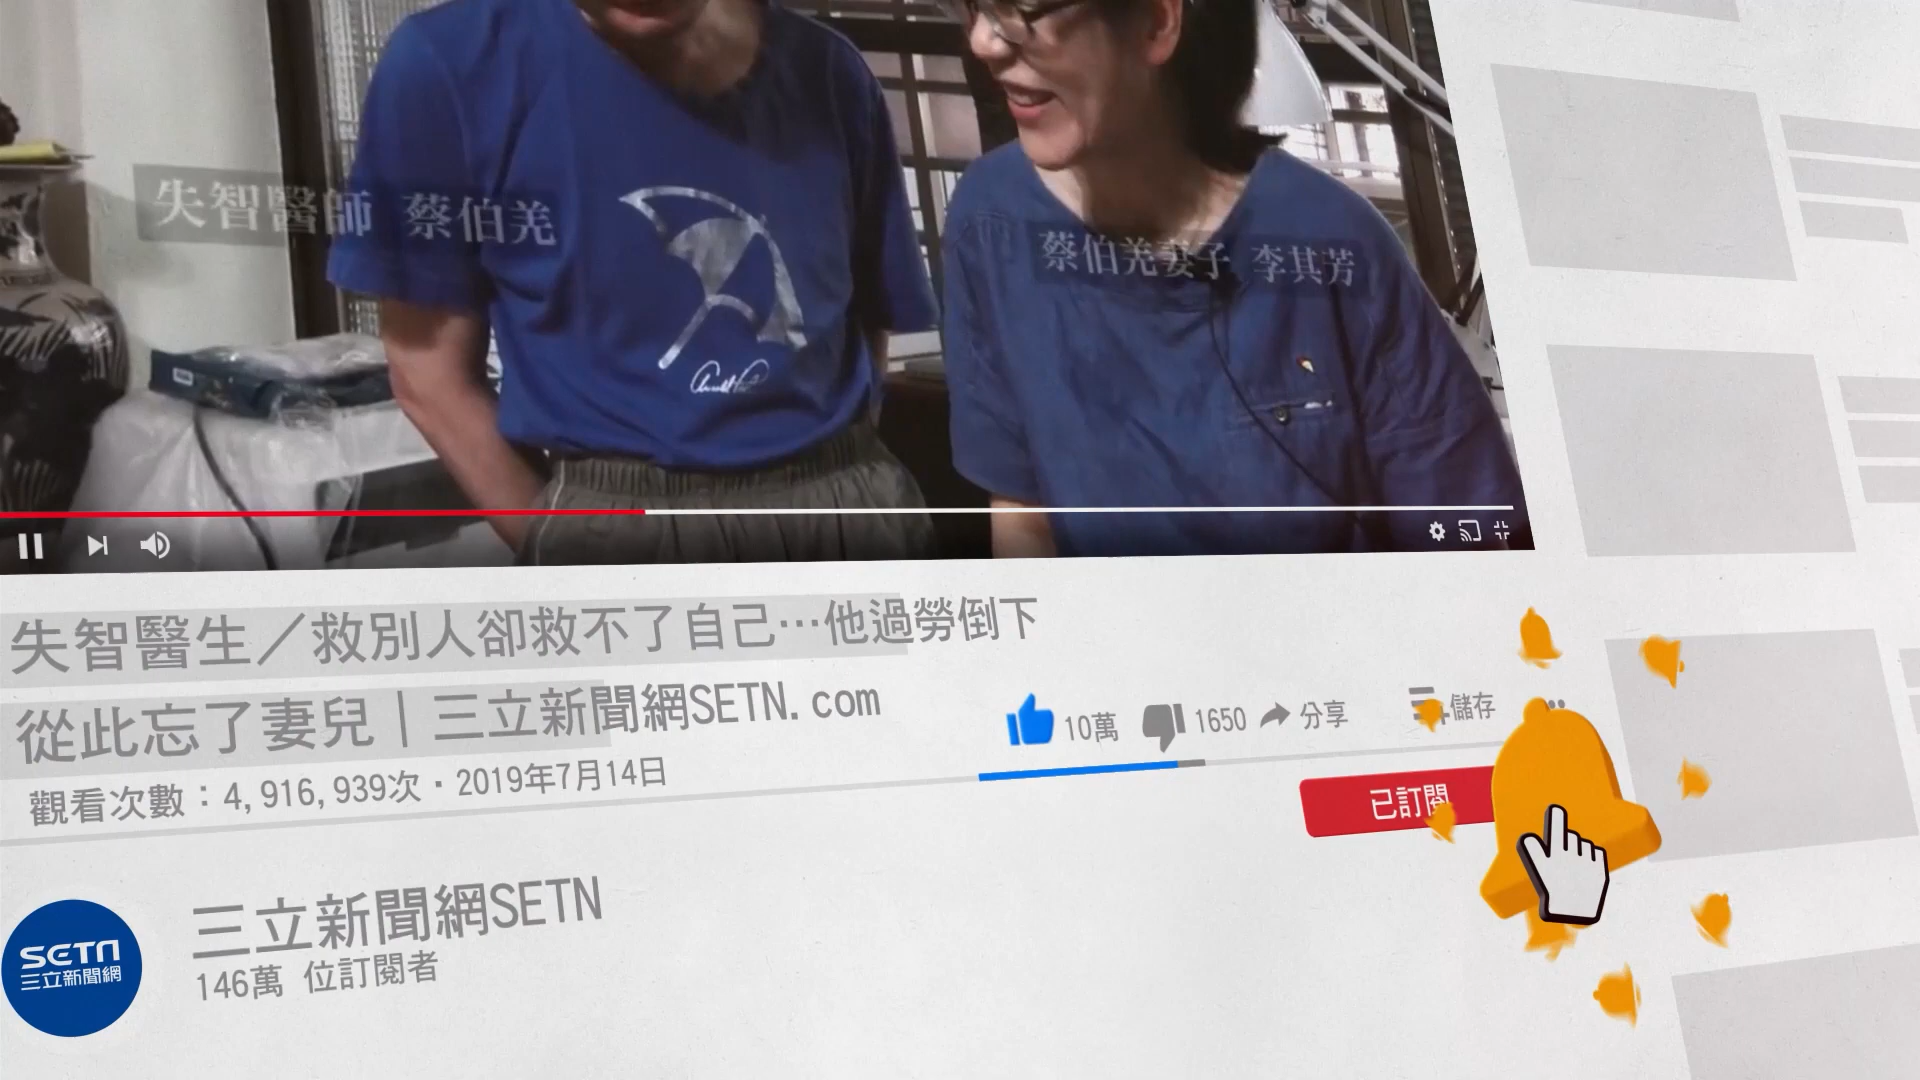 失智醫師 蔡伯羌
蔡伯羌妻子 李其芳
失智醫生／救別人卻救不了自己…他過勞倒下
從此忘了妻兒｜三立新聞網SETN.com
觀看次數：4,916,939次·2019年7月14日
10萬 1650 分享 儲存
已訂閱
三立新聞網SETN
146萬 位訂閱者
SETN
三立新聞網